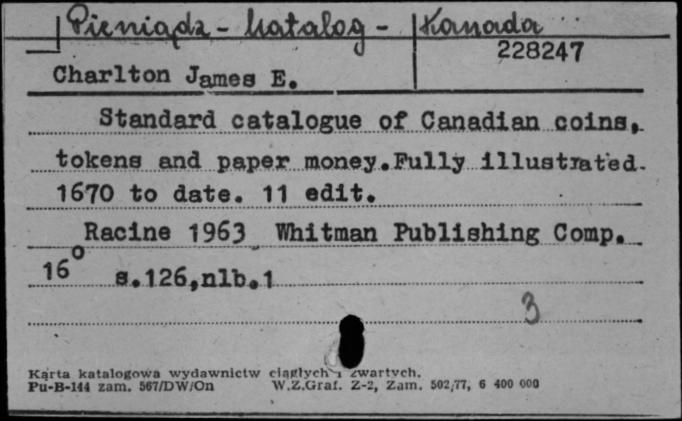 Pieniądz - katalog - Kanada
228247
Charlton James E.
Standard catalogue of Canadian coins,
tokens and paper money.Fully illustrated.
1670 to date. 11 edit.
Racine 1963 Whitman Publishing Comp.
16° s.126,nlb.1
3
Karta katalogowa wydawnictw ciągłych i zwartych.
Pu-B-144 zam. 567/DW/On W.Z.Graf. Z-2, Zam. 502/77, 6 400 000